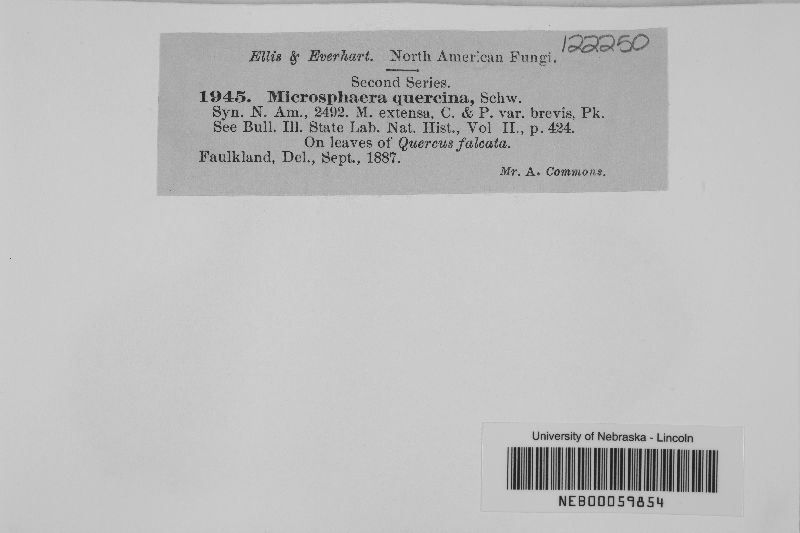 Ellis & Everhart. North American Fungi. 122250
Second Series.
1945. Microsphaera quercina, Schw.
Syn. N. Am., 2492. M. extensa, C. & P. var. brevis, Pk.
See Bull. Ill. State Lab. Nat. Hist., Vol II., p. 424.
On leaves of Quercus falcata.
Faulkland, Del., Sept., 1887.
Mr. A. Commons.
University of Nebraska - Lincoln
NEB00059854